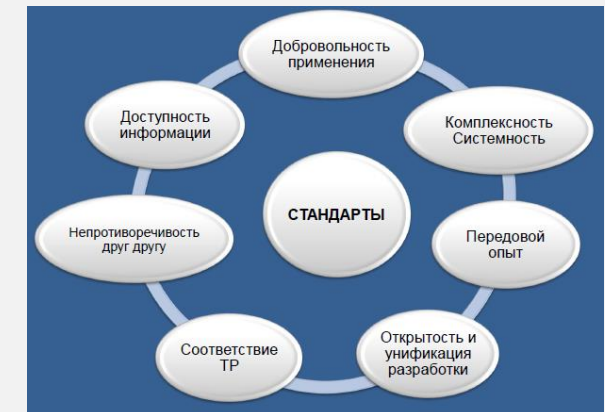 Добровольность
применения
Комплексность
Системность
Передовой
опыт
Открытость и
унификация
разработки
Соответствие
ТР
Непротиворечивость
друг другу
Доступность
информации
СТАНДАРТЫ